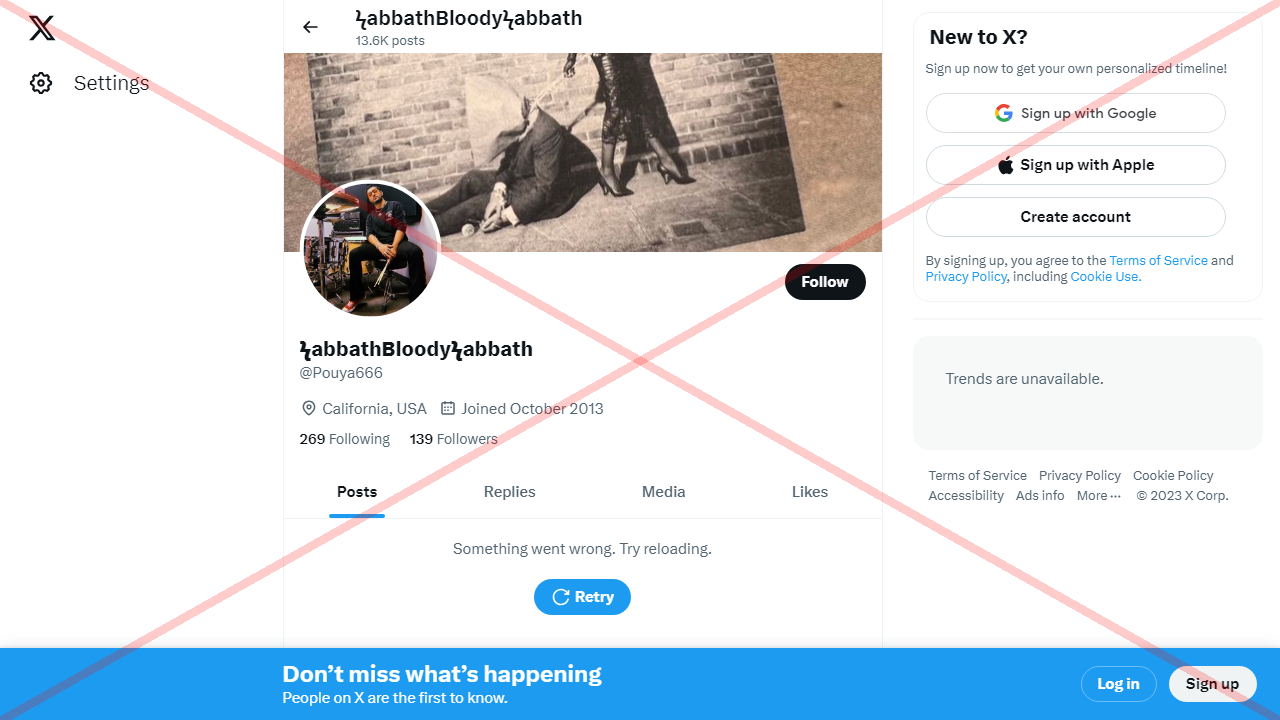 Settings
ϟabbathBloodyϟabbath
13.6K posts
Follow
ϟabbathBloodyϟabbath
@Pouya666
California, USA Joined October 2013
269 Following 139 Followers
Posts Replies Media Likes
Something went wrong. Try reloading.
Retry
New to X?
Sign up now to get your own personalized timeline!
Sign up with Google
Sign up with Apple
Create account
By signing up, you agree to the Terms of Service and
Privacy Policy, including Cookie Use.
Trends are unavailable.
Terms of Service Privacy Policy Cookie Policy
Accessibility Ads info More ··· © 2023 X Corp.
Don’t miss what’s happening
People on X are the first to know.
Log in Sign up